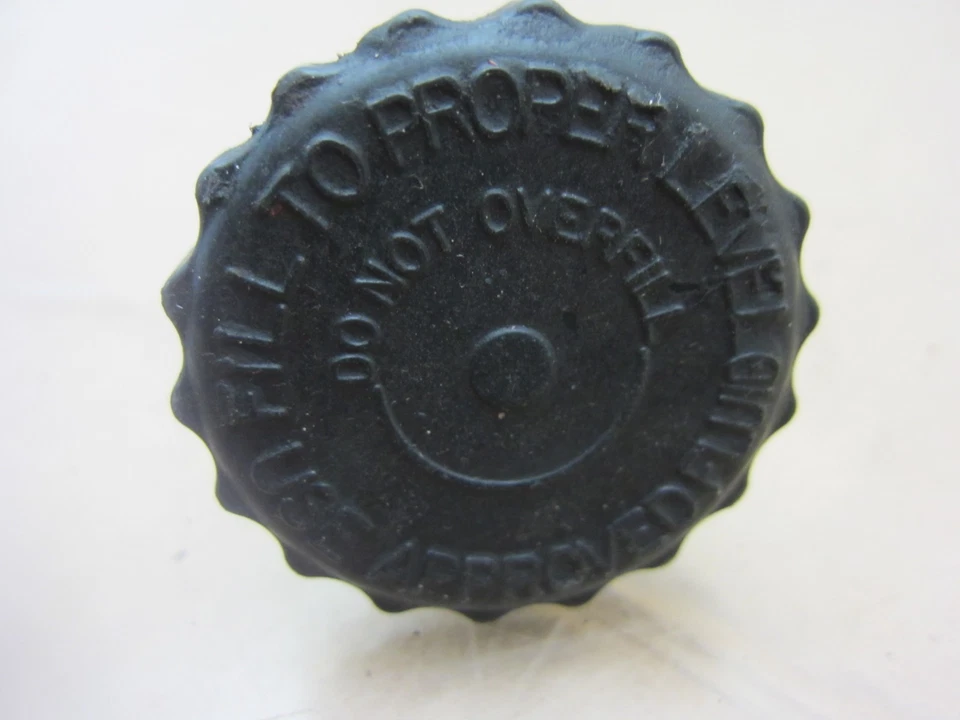 FILL TO PROPER LEVEL
DO NOT OVERFILL
USE APPROVED FLUID